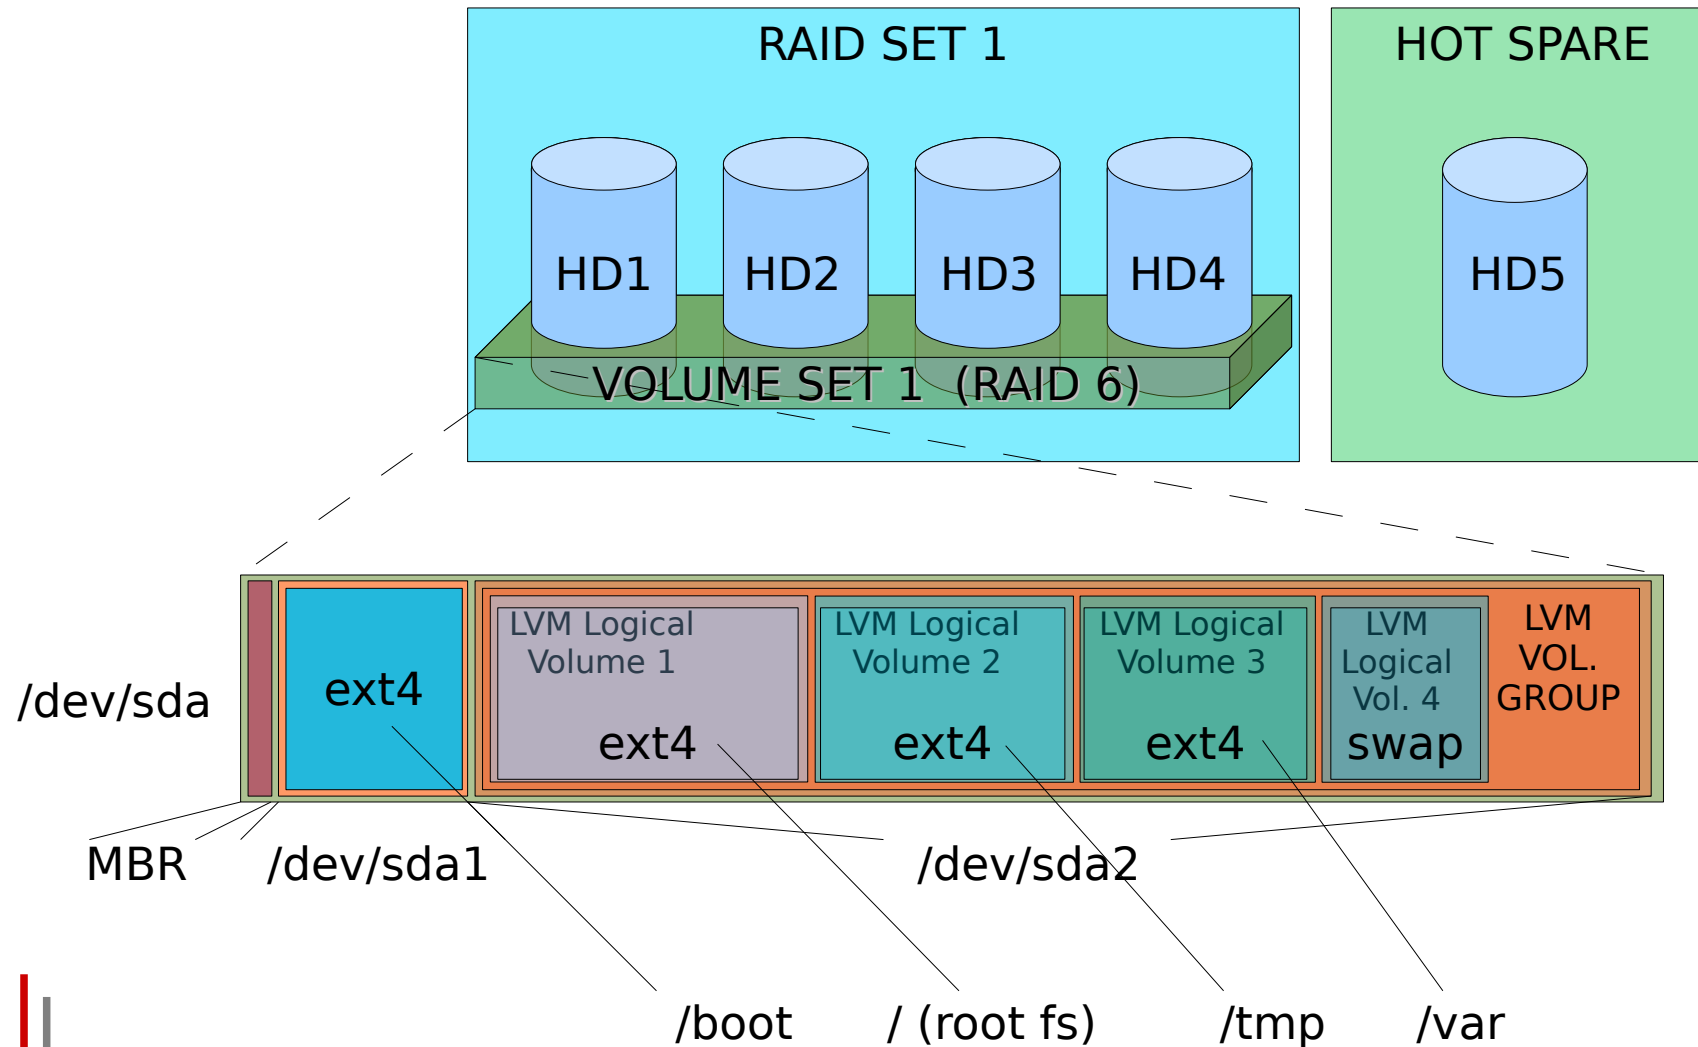 RAID SET 1
HOT SPARE
HD1
HD2
HD3
HD4
HD5
VOLUME SET 1 (RAID 6)
/dev/sda
ext4
LVM Logical
Volume 1
ext4
LVM Logical
Volume 2
ext4
LVM Logical
Volume 3
ext4
LVM
Logical
Vol. 4
swap
LVM
VOL.
GROUP
MBR
/dev/sda1
/dev/sda2
/boot
/ (root fs)
/tmp
/var